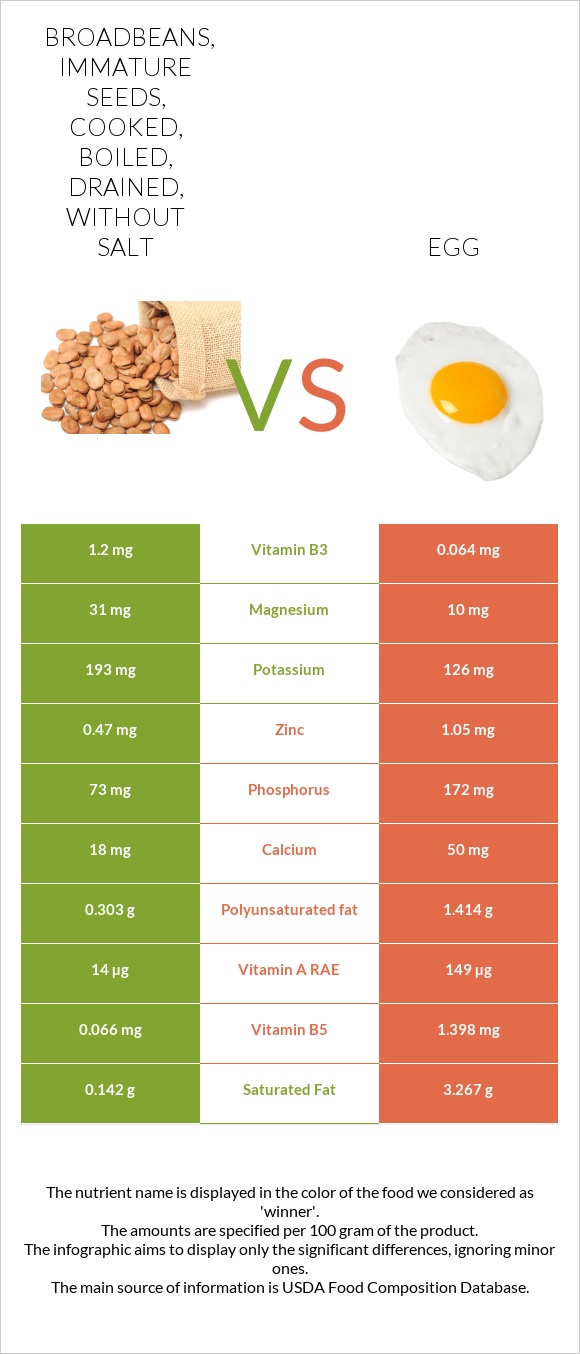 BROADBEANS,
IMMATURE
SEEDS,
COOKED,
BOILED,
DRAINED,
WITHOUT
SALT
EGG
VS
1.2 mg Vitamin B3 0.064 mg
31 mg Magnesium 10 mg
193 mg Potassium 126 mg
0.47 mg Zinc 1.05 mg
73 mg Phosphorus 172 mg
18 mg Calcium 50 mg
0.303 g Polyunsaturated fat 1.414 g
14 µg Vitamin A RAE 149 µg
0.066 mg Vitamin B5 1.398 mg
0.142 g Saturated Fat 3.267 g
The nutrient name is displayed in the color of the food we considered as
'winner'.
The amounts are specified per 100 gram of the product.
The infographic aims to display only the significant differences, ignoring minor
ones.
The main source of information is USDA Food Composition Database.